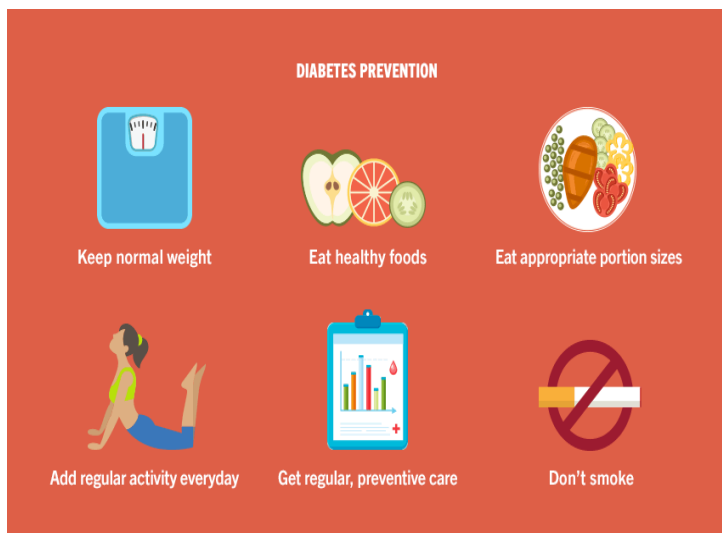 DIABETES PREVENTION
Keep normal weight
Eat healthy foods
Eat appropriate portion sizes
Add regular activity everyday
Get regular, preventive care
Don’t smoke